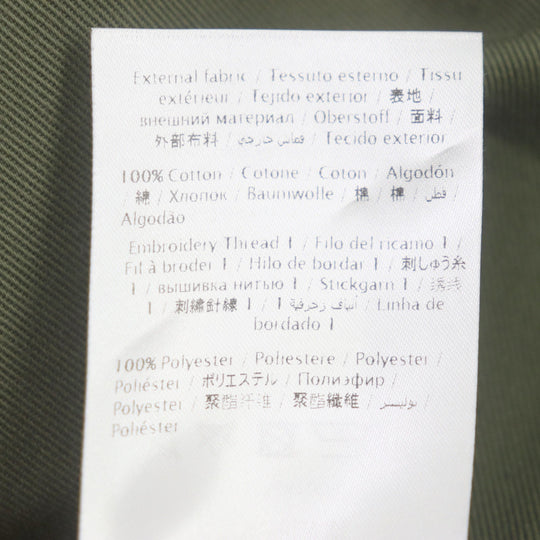 External fabric / Tessuto esterno / Tissu
extérieur / Tejido exterior / 表地 /
внешний материал / Oberstoff / 面料 /
外部布料 / قماش خارجي / Tecido exterior
100% Cotton / Cotone / Coton / Algodón
/ 綿 / Хлопок / Baumwolle / 棉 / 棉 / قطن /
Algodão
Embroidery Thread 1 / Filo del ricamo 1 /
Fil à broder 1 / Hilo de bordar 1 / 刺しゅう糸
1 / вышивка нитью 1 / Stickgarn 1 / 绣线
1 / 刺繡針線 1 / ألياف زخرفية 1 / Linha de
bordado 1
100% Polyester / Poliestere / Polyester /
Poliéster / ポリエステル / Полиэфир /
Polyester / 聚酯纤维 / 聚酯纖維 / بوليستر /
Poliéster